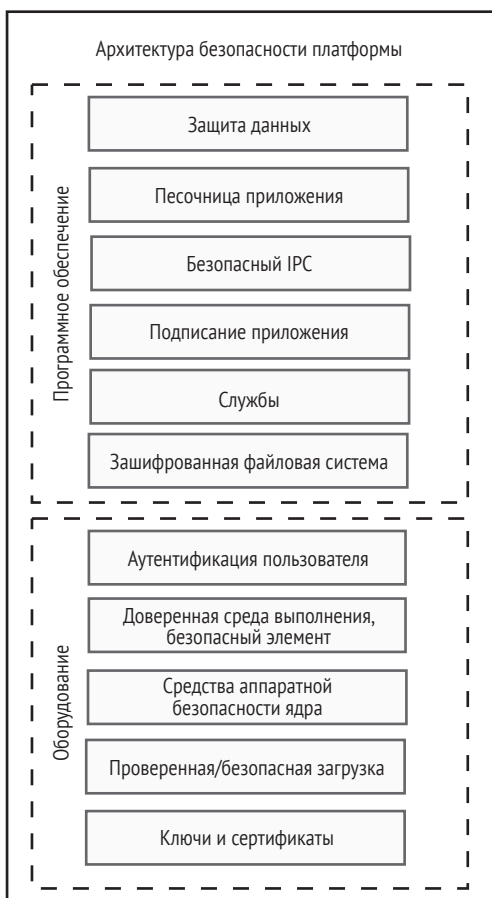 Архитектура безопасности платформы
Программное обеспечение
Защита данных
Песочница приложения
Безопасный IPC
Подписание приложения
Службы
Зашифрованная файловая система
Оборудование
Аутентификация пользователя
Доверенная среда выполнения,
безопасный элемент
Средства аппаратной
безопасности ядра
Проверенная/безопасная загрузка
Ключи и сертификаты